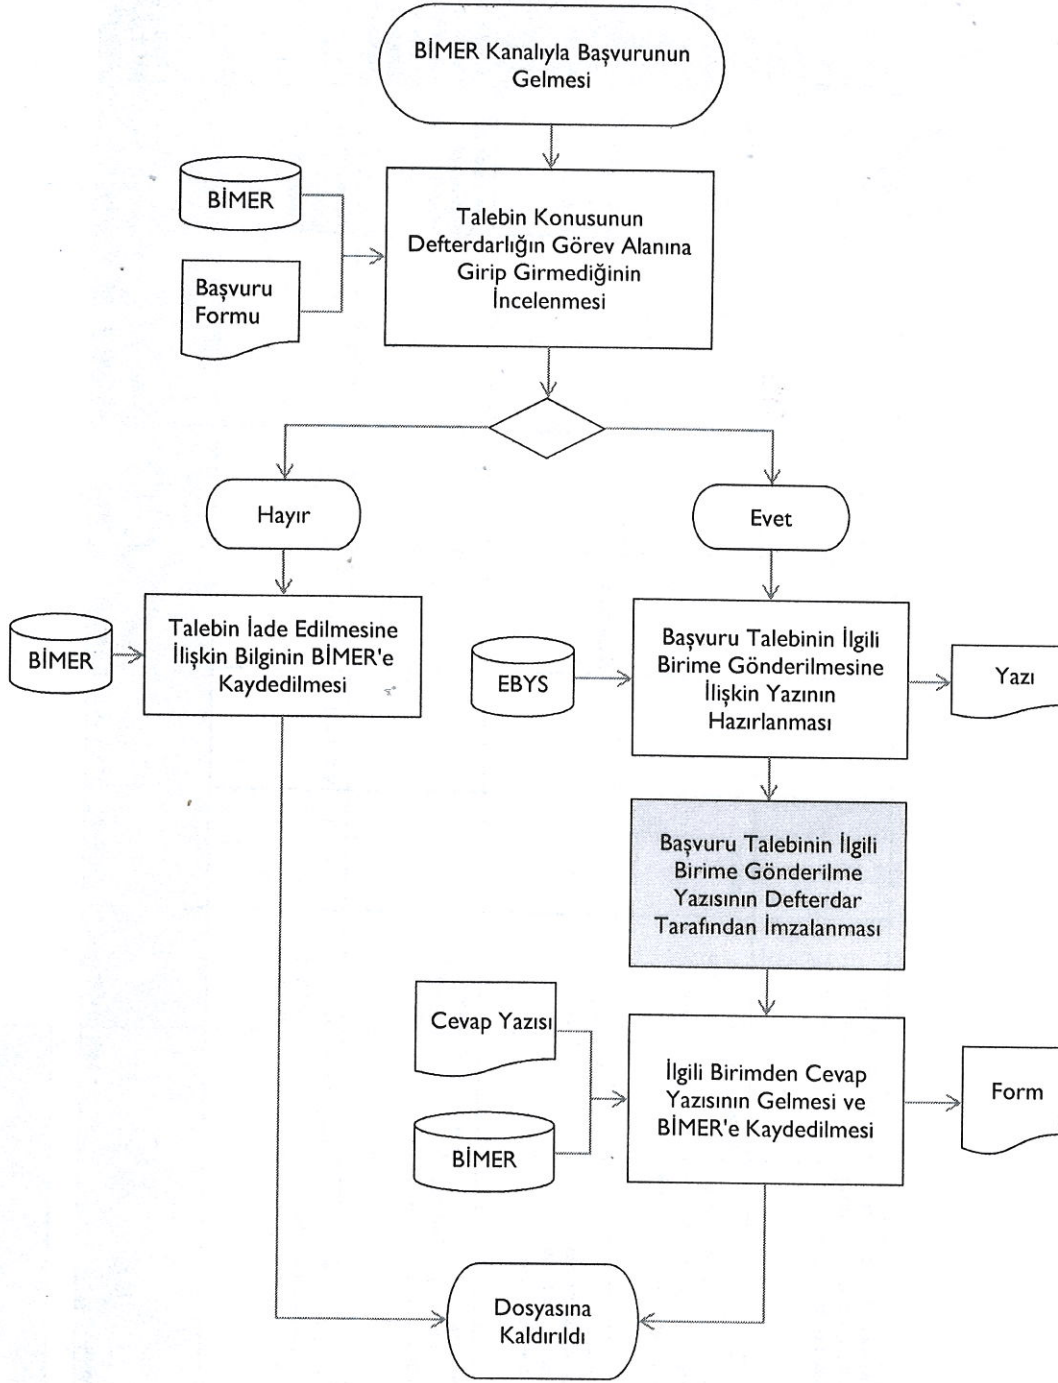 BİMER Kanalıyla Başvurunun
Gelmesi
BİMER
Başvuru
Formu
Talebin Konusunun
Defterdarlığın Görev Alanına
Girip Girmediğinin
İncelenmesi
Hayır
Evet
BİMER
Talebin İade Edilmesine
İlişkin Bilginin BİMER'e
Kaydedilmesi
EBYS
Başvuru Talebinin İlgili
Birime Gönderilmesine
İlişkin Yazının
Hazırlanması
Yazı
Başvuru Talebinin İlgili
Birime Gönderilme
Yazısının Defterdar
Tarafından İmzalanması
Cevap Yazısı
BİMER
İlgili Birimden Cevap
Yazısının Gelmesi ve
BİMER'e Kaydedilmesi
Form
Dosyasına
Kaldırıldı